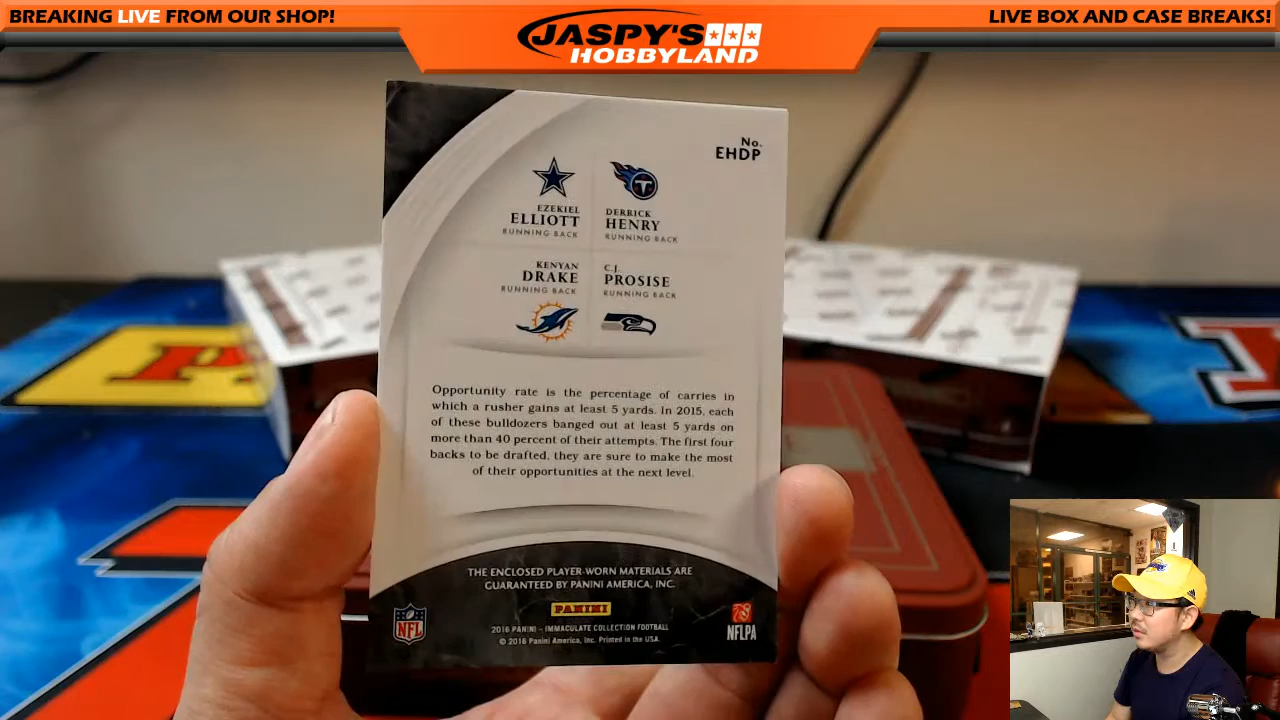 BREAKING LIVE FROM OUR SHOP!
JASPY'S
HOBBYLAND
LIVE BOX AND CASE BREAKS!
No.
EHDP
EZEKIEL
ELLIOTT
RUNNING BACK
DERRICK
HENRY
RUNNING BACK
KENYAN
DRAKE
RUNNING BACK
C.J.
PROSISE
RUNNING BACK
Opportunity rate is the percentage of carries in
which a rusher gains at least 5 yards. In 2015, each
of these bulldozers banged out at least 5 yards on
more than 40 percent of their attempts. The first four
backs to be drafted, they are sure to make the most
of their opportunities at the next level.
THE ENCLOSED PLAYER-WORN MATERIALS ARE
GUARANTEED BY PANINI AMERICA, INC.
PANINI
NFL
2016 PANINI - IMMACULATE COLLECTION FOOTBALL
© 2016 Panini America, Inc. Printed in the USA.
NFLPA